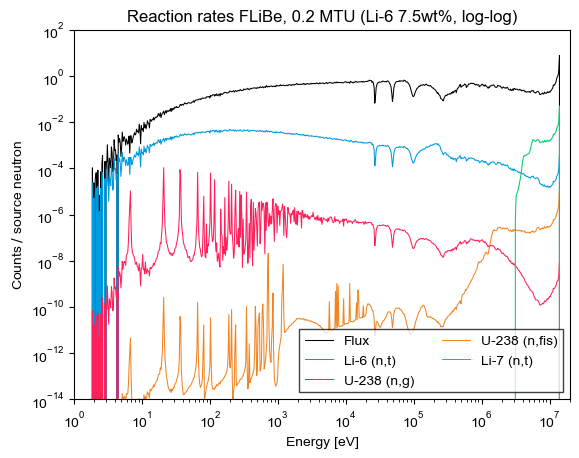 Reaction rates FLiBe, 0.2 MTU (Li-6 7.5wt%, log-log)
Counts / source neutron
10^2
10^0
10^−2
10^−4
10^−6
10^−8
10^−10
10^−12
10^−14
Flux
Li-6 (n,t)
U-238 (n,g)
U-238 (n,fis)
Li-7 (n,t)
10^0 10^1 10^2 10^3 10^4 10^5 10^6 10^7
Energy [eV]